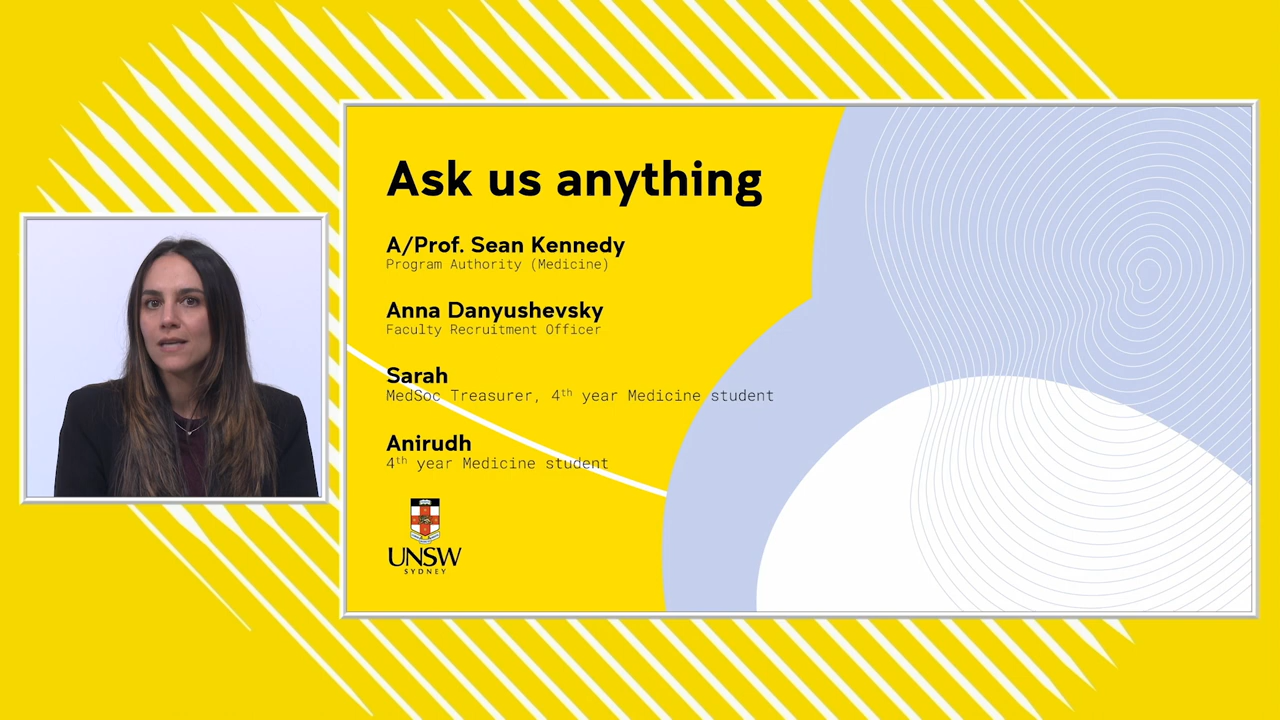 Ask us anything
A/Prof. Sean Kennedy
Program Authority (Medicine)
Anna Danyushevsky
Faculty Recruitment Officer
Sarah
MedSoc Treasurer, 4th year Medicine student
Anirudh
4th year Medicine student
UNSW
SYDNEY